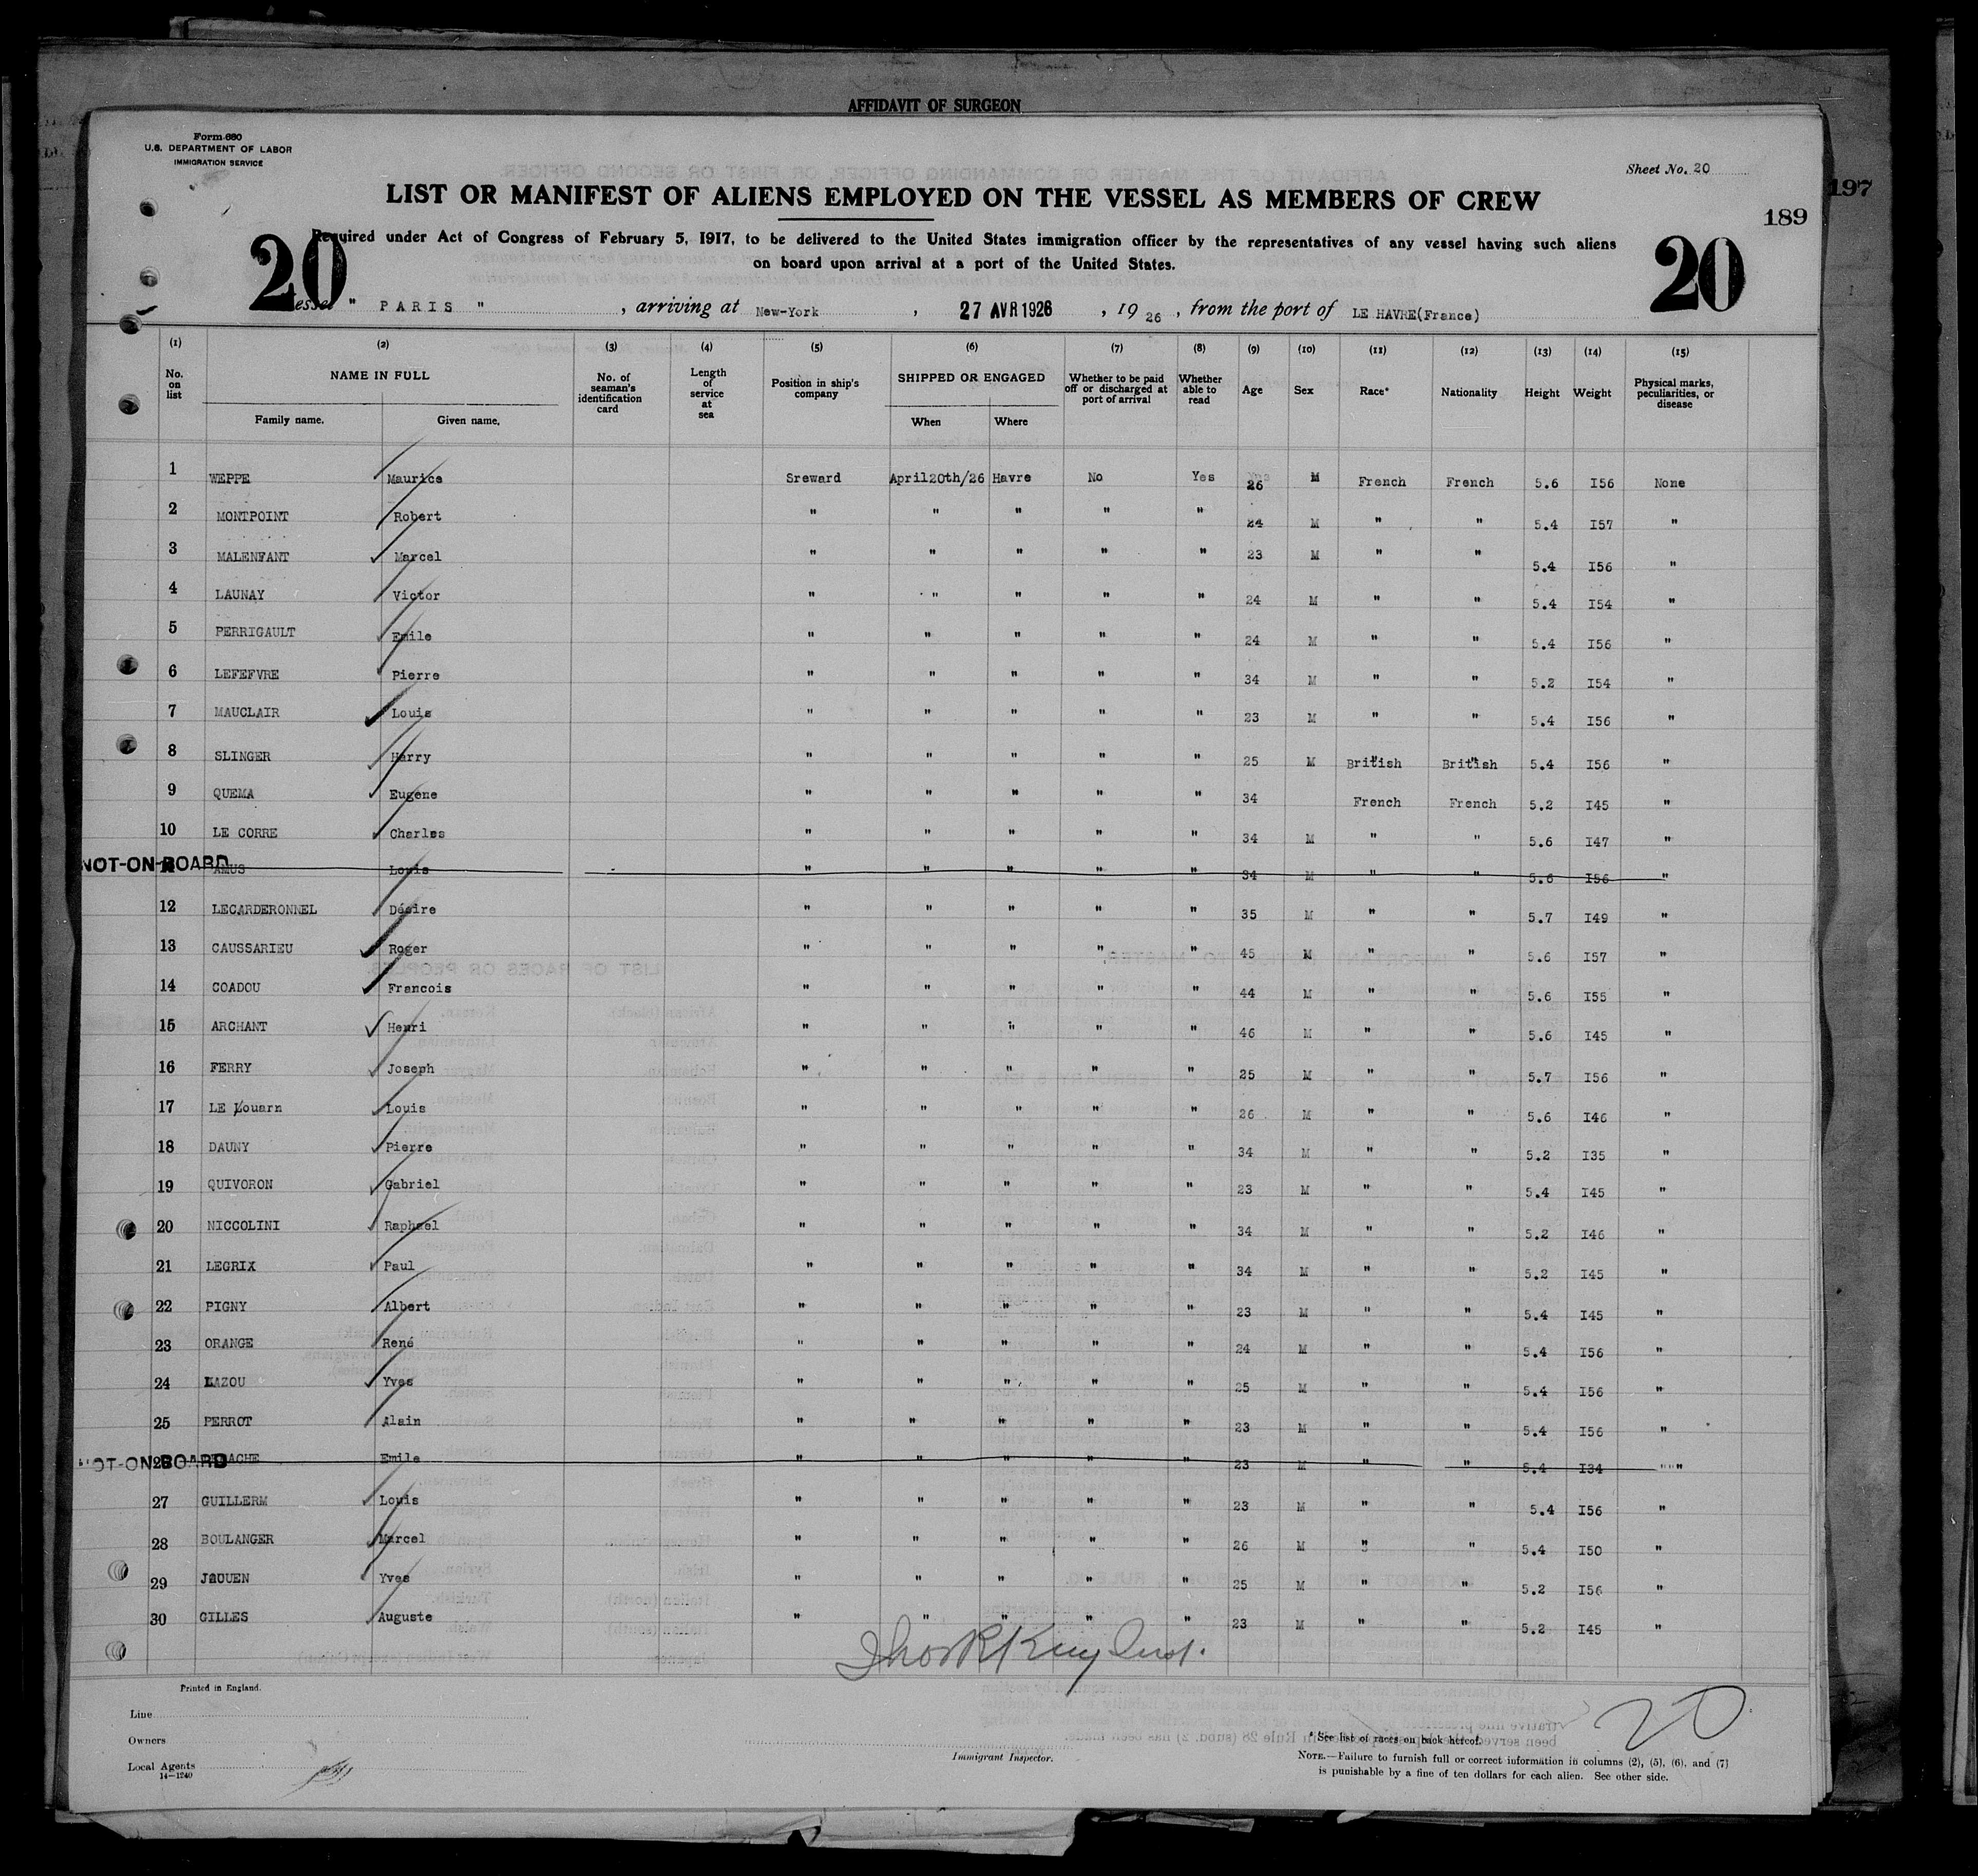 AFFIDAVIT OF SURGEON
Form 680
U.S. DEPARTMENT OF LABOR
IMMIGRATION SERVICE
Sheet No. 20
LIST OR MANIFEST OF ALIENS EMPLOYED ON THE VESSEL AS MEMBERS OF CREW
197
189
20 Required under Act of Congress of February 5, 1917, to be delivered to the United States immigration officer by the representatives of any vessel having such aliens 20
on board upon arrival at a port of the United States.
Vessel " PARIS " , arriving at New-York , 27 AVR 1926 , 19 26 , from the port of LE HAVRE(France)
(1) (2) (3) (4) (5) (6) (7) (8) (9) (10) (11) (12) (13) (14) (15)
No. on list NAME IN FULL No. of seaman's identification card Length of service at sea Position in ship's company SHIPPED OR ENGAGED Whether to be paid off or discharged at port of arrival Whether able to read Age Sex Race* Nationality Height Weight Physical marks, peculiarities, or disease
Family name. Given name. When Where
1 WEPPE Maurice Sreward April20th/26 Havre No Yes 26 M French French 5.6 I56 None
2 MONTPOINT Robert " " " " " 24 M " " 5.4 I57 "
3 MALENFANT Marcel " " " " " 23 M " " 5.4 I56 "
4 LAUNAY Victor " " " " " 24 M " " 5.4 I54 "
5 PERRIGAULT Emile " " " " " 24 M " " 5.4 I56 "
6 LEFEFVRE Pierre " " " " " 34 M " " 5.2 I54 "
7 MAUCLAIR Louis " " " " " 23 M " " 5.4 I56 "
8 SLINGER Harry " " " " " 25 M British British 5.4 I56 "
9 QUEMA Eugene " " " " " 34 French French 5.2 I45 "
10 LE CORRE Charles " " " " " 34 M " " 5.6 I47 "
NOT-ON-BOARD AMUS Louis " " " " " 34 M " " 5.6 I56 "
12 LECARDERONNEL Désire " " " " " 35 M " " 5.7 I49 "
13 CAUSSARIEU Roger " " " " " 45 M " " 5.6 I57 "
14 COADOU Francois " " " " " 44 M " " 5.6 I55 "
15 ARCHANT Henri " " " " " 46 M " " 5.6 I45 "
16 FERRY Joseph " " " " " 25 M " " 5.7 I56 "
17 LE Louarn Louis " " " " " 26 M " " 5.6 I46 "
18 DAUNY Pierre " " " " " 34 M " " 5.2 I35 "
19 QUIVORON Gabriel " " " " " 23 M " " 5.4 I45 "
20 NICCOLINI Raphael " " " " " 34 M " " 5.2 I46 "
21 LEGRIX Paul " " " " " 34 M " " 5.2 I45 "
22 PIGNY Albert " " " " " 23 M " " 5.4 I45 "
23 ORANGE René " " " " " 24 M " " 5.4 I56 "
24 LAZOU Yves " " " " " 25 M " " 5.4 I56 "
25 PERROT Alain " " " " " 23 M " " 5.4 I56 "
NOT-ON-BOARD Emile " " " " " 23 M " " 5.4 I34 "
27 GUILLERM Louis " " " " " 23 M " " 5.4 I56 "
28 BOULANGER Marcel " " " " " 26 M " " 5.4 I50 "
29 JAOUEN Yves " " " " " 25 M " " 5.2 I56 "
30 GILLES Auguste " " " " " 23 M " " 5.2 I45 "
Printed in England.
Line
Owners
Local Agents
14—1240
Immigrant Inspector.
20
* See list of races on back hereof.
NOTE.—Failure to furnish full or correct information in columns (2), (5), (6), and (7)
is punishable by a fine of ten dollars for each alien. See other side.